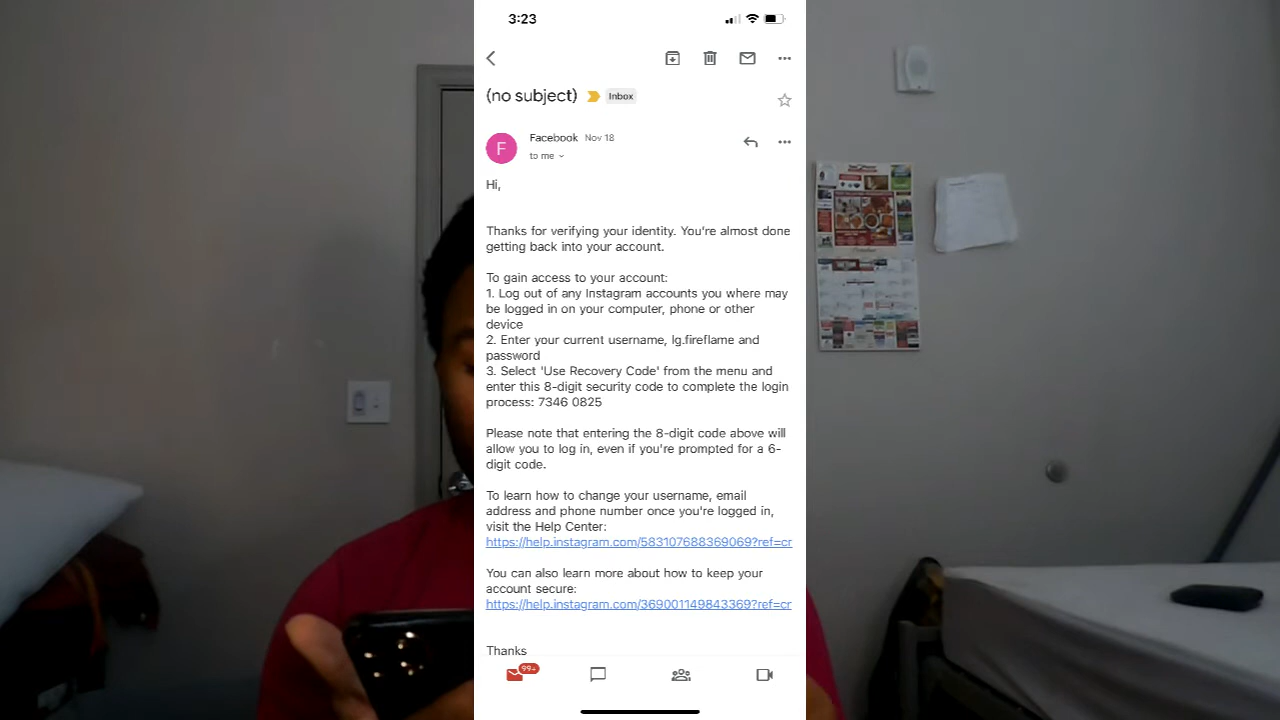 3:23
(no subject)
Inbox
F
Facebook Nov 18
to me
Hi,
Thanks for verifying your identity. You're almost done
getting back into your account.
To gain access to your account:
1. Log out of any Instagram accounts you where may
be logged in on your computer, phone or other
device
2. Enter your current username, lg.fireflame and
password
3. Select 'Use Recovery Code' from the menu and
enter this 8-digit security code to complete the login
process: 7346 0825
Please note that entering the 8-digit code above will
allow you to log in, even if you're prompted for a 6-
digit code.
To learn how to change your username, email
address and phone number once you're logged in,
visit the Help Center:
https://help.instagram.com/583107688369069?ref=cr
You can also learn more about how to keep your
account secure:
https://help.instagram.com/369001149843369?ref=cr
Thanks
99+